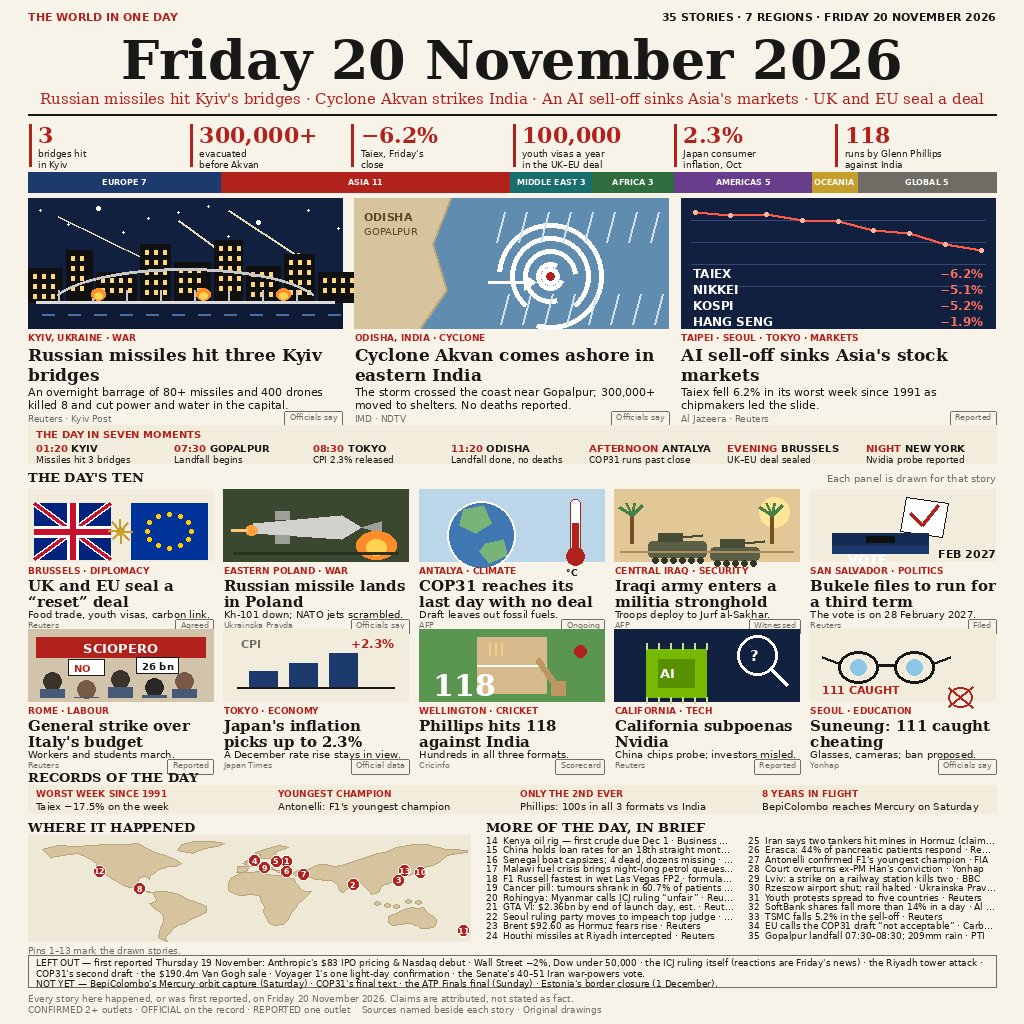 THE WORLD IN ONE DAY
35 STORIES · 7 REGIONS · FRIDAY 20 NOVEMBER 2026
Friday 20 November 2026
Russian missiles hit Kyiv's bridges · Cyclone Akvan strikes India · An AI sell-off sinks Asia's markets · UK and EU seal a deal
3
bridges hit
in Kyiv
300,000+
evacuated
before Akvan
−6.2%
Taiex, Friday's
close
100,000
youth visas a year
in the UK–EU deal
2.3%
Japan consumer
inflation, Oct
118
runs by Glenn Phillips
against India
EUROPE 7
ASIA 11
MIDDLE EAST 3
AFRICA 3
AMERICAS 5
OCEANIA
GLOBAL 5
ODISHA
GOPALPUR
TAIEX −6.2%
NIKKEI −5.1%
KOSPI −5.2%
HANG SENG −1.9%
KYIV, UKRAINE · WAR
Russian missiles hit three Kyiv
bridges
An overnight barrage of 80+ missiles and 400 drones
killed 8 and cut power and water in the capital.
Reuters · Kyiv Post
Officials say
ODISHA, INDIA · CYCLONE
Cyclone Akvan comes ashore in
eastern India
The storm crossed the coast near Gopalpur; 300,000+
moved to shelters. No deaths reported.
IMD · NDTV
Officials say
TAIPEI · SEOUL · TOKYO · MARKETS
AI sell-off sinks Asia's stock
markets
Taiex fell 6.2% in its worst week since 1991 as
chipmakers led the slide.
Al Jazeera · Reuters
Reported
THE DAY IN SEVEN MOMENTS
01:20 KYIV
Missiles hit 3 bridges
07:30 GOPALPUR
Landfall begins
08:30 TOKYO
CPI 2.3% released
11:20 ODISHA
Landfall done, no deaths
AFTERNOON ANTALYA
COP31 runs past close
EVENING BRUSSELS
UK–EU deal sealed
NIGHT NEW YORK
Nvidia probe reported
THE DAY'S TEN
Each panel is drawn for that story
BRUSSELS · DIPLOMACY
UK and EU seal a
“reset” deal
Food trade, youth visas, carbon link.
Reuters
Agreed
EASTERN POLAND · WAR
Russian missile lands
in Poland
Kh-101 down; NATO jets scrambled.
Ukrainska Pravda
Officials say
°C
ANTALYA · CLIMATE
COP31 reaches its
last day with no deal
Draft leaves out fossil fuels.
AFP
Ongoing
CENTRAL IRAQ · SECURITY
Iraqi army enters a
militia stronghold
Troops deploy to Jurf al-Sakhar.
AFP
Witnessed
VOTE
FEB 2027
SAN SALVADOR · POLITICS
Bukele files to run for
a third term
The vote is on 28 February 2027.
Reuters
Filed
SCIOPERO
NO
26 bn
ROME · LABOUR
General strike over
Italy's budget
Workers and students march.
Reuters
Reported
CPI
+2.3%
TOKYO · ECONOMY
Japan's inflation
picks up to 2.3%
A December rate rise stays in view.
Japan Times
Official data
118
WELLINGTON · CRICKET
Phillips hits 118
against India
Hundreds in all three formats.
Cricinfo
Scorecard
AI
?
CALIFORNIA · TECH
California subpoenas
Nvidia
China chips probe; investors misled.
Reuters
Reported
111 CAUGHT
SEOUL · EDUCATION
Suneung: 111 caught
cheating
Glasses, cameras; ban proposed.
Yonhap
Officials say
RECORDS OF THE DAY
WORST WEEK SINCE 1991
Taiex −17.5% on the week
YOUNGEST CHAMPION
Antonelli: F1's youngest champion
ONLY THE 2ND EVER
Phillips: 100s in all 3 formats vs India
8 YEARS IN FLIGHT
BepiColombo reaches Mercury on Saturday
WHERE IT HAPPENED
12
8
4
5
1
6
7
2
13
3
10
11
Pins 1–13 mark the drawn stories.
MORE OF THE DAY, IN BRIEF
14 Kenya oil rig — first crude due Dec 1 · Business ...
15 China holds loan rates for an 18th straight mont...
16 Senegal boat capsizes; 4 dead, dozens missing · ...
17 Malawi fuel crisis brings night-long petrol queues...
18 F1 Russell fastest in wet Las Vegas FP2 · formula...
19 Cancer pill: tumours shrank in 60.7% of patients ...
20 Rohingya: Myanmar calls ICJ ruling “unfair” · Reu...
21 GTA VI: $2.36bn by end of launch day, est. · Reut...
22 Seoul ruling party moves to impeach top judge · ...
23 Brent $92.60 as Hormuz fears rise · Reuters
24 Houthi missiles at Riyadh intercepted · Reuters
25 Iran says two tankers hit mines in Hormuz (claim...
26 Erasca: 44% of pancreatic patients respond · Re...
27 Antonelli confirmed F1's youngest champion · FIA
28 Court overturns ex-PM Han's conviction · Yonhap
29 Lviv: a strike on a railway station kills two · BBC
30 Rzeszow airport shut; rail halted · Ukrainska Prav...
31 Youth protests spread to five countries · Reuters
32 SoftBank shares fall more than 14% in a day · Al ...
33 TSMC falls 5.2% in the sell-off · Reuters
34 EU calls the COP31 draft “not acceptable” · Carb...
35 Gopalpur landfall 07:30–08:30; 209mm rain · PTI
LEFT OUT — first reported Thursday 19 November: Anthropic's $83 IPO pricing & Nasdaq debut · Wall Street −2%, Dow under 50,000 · the ICJ ruling itself (reactions are Friday's news) · the Riyadh tower attack ·
COP31's second draft · the $190.4m Van Gogh sale · Voyager 1's one light-day confirmation · the Senate's 40–51 Iran war-powers vote.
NOT YET — BepiColombo's Mercury orbit capture (Saturday) · COP31's final text · the ATP Finals final (Sunday) · Estonia's border closure (1 December).
Every story here happened, or was first reported, on Friday 20 November 2026. Claims are attributed, not stated as fact.
CONFIRMED 2+ outlets · OFFICIAL on the record · REPORTED one outlet Sources named beside each story · Original drawings